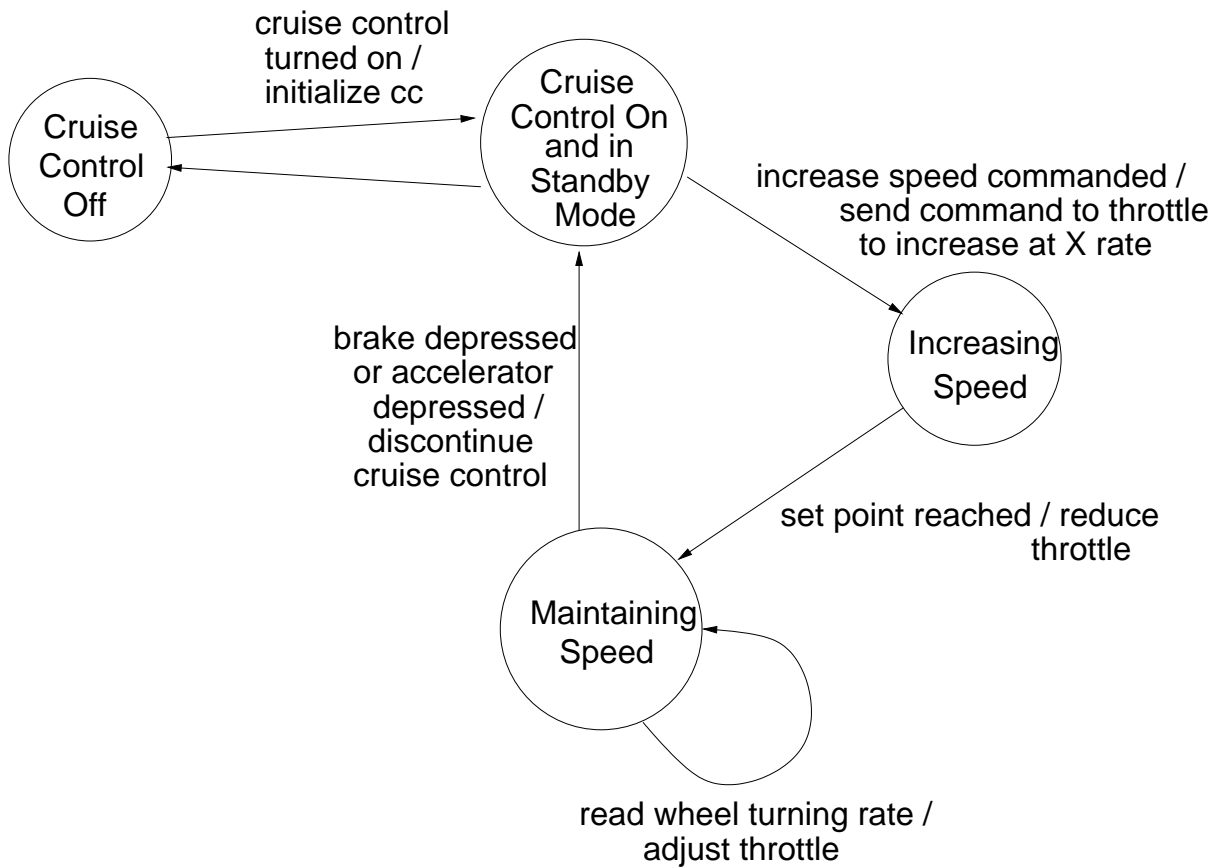 cruise control
turned on /
initialize cc
Cruise
Control
Off
Cruise
Control On
and in
Standby
Mode
increase speed commanded /
send command to throttle
to increase at X rate
brake depressed
or accelerator
depressed /
discontinue
cruise control
Increasing
Speed
set point reached / reduce
throttle
Maintaining
Speed
read wheel turning rate /
adjust throttle